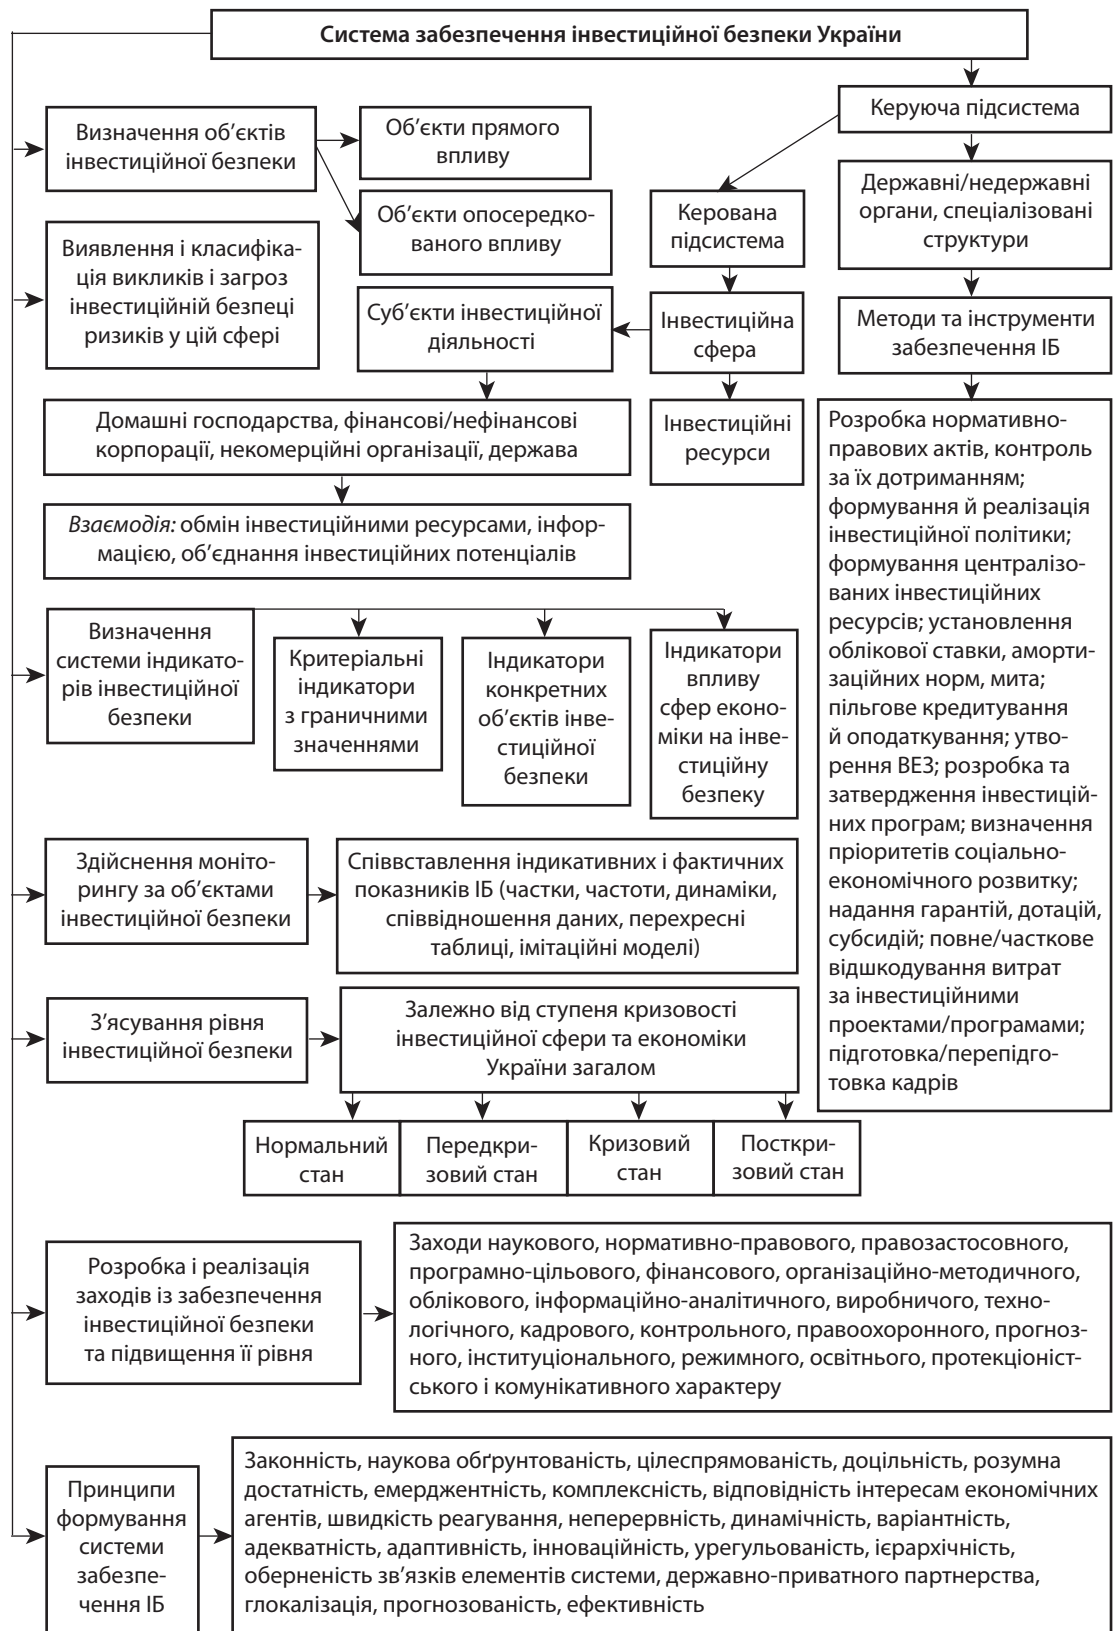 Система забезпечення інвестиційної безпеки України
Керуюча підсистема
Визначення об’єктів
інвестиційної безпеки
Об’єкти прямого
впливу
Об’єкти опосередко-
ваного впливу
Керована
підсистема
Державні/недержавні
органи, спеціалізовані
структури
Виявлення і класифіка-
ція викликів і загроз
інвестиційній безпеці
ризиків у цій сфері
Суб’єкти інвестиційної
діяльності
Інвестиційна
сфера
Методи та інструменти
забезпечення ІБ
Домашні господарства, фінансові/нефінансові
корпорації, некомерційні організації, держава
Інвестиційні
ресурси
Взаємодія: обмін інвестиційними ресурсами, інфор-
мацією, об’єднання інвестиційних потенціалів
Розробка нормативно-
правових актів, контроль
за їх дотриманням;
формування й реалізація
інвестиційної політики;
формування централізо-
ваних інвестиційних
ресурсів; установлення
облікової ставки, аморти-
заційних норм, мита;
пільгове кредитування
й оподаткування; утво-
рення ВЕЗ; розробка та
затвердження інвестицій-
них програм; визначення
пріоритетів соціально-
економічного розвитку;
надання гарантій, дотацій,
субсидій; повне/часткове
відшкодування витрат
за інвестиційними
проектами/програмами;
підготовка/перепідго-
товка кадрів
Визначення
системи індикато-
рів інвестиційної
безпеки
Критеріальні
індикатори
з граничними
значеннями
Індикатори
конкретних
об’єктів інве-
стиційної
безпеки
Індикатори
впливу
сфер еконо-
міки на інве-
стиційну
безпеку
Здійснення моніто-
рингу за об’єктами
інвестиційної безпеки
Співвставлення індикативних і фактичних
показників ІБ (частки, частоти, динаміки,
співвідношення даних, перехресні
таблиці, імітаційні моделі)
З’ясування рівня
інвестиційної безпеки
Залежно від ступеня кризовості
інвестиційної сфери та економіки
України загалом
Нормальний
стан
Передкри-
зовий стан
Кризовий
стан
Посткри-
зовий стан
Розробка і реалізація
заходів із забезпечення
інвестиційної безпеки
та підвищення її рівня
Заходи наукового, нормативно-правового, правозастосовного,
програмно-цільового, фінансового, організаційно-методичного,
облікового, інформаційно-аналітичного, виробничого, техно-
логічного, кадрового, контрольного, правоохоронного, прогноз-
ного, інституціонального, режимного, освітнього, протекціоніст-
ського і комунікативного характеру
Принципи
формування
системи
забезпе-
чення ІБ
Законність, наукова обґрунтованість, цілеспрямованість, доцільність, розумна
достатність, емерджентність, комплексність, відповідність інтересам економічних
агентів, швидкість реагування, неперервність, динамічність, варіантність,
адекватність, адаптивність, інноваційність, урегульованість, ієрархічність,
оберненість зв’язків елементів системи, державно-приватного партнерства,
глокалізація, прогнозованість, ефективність